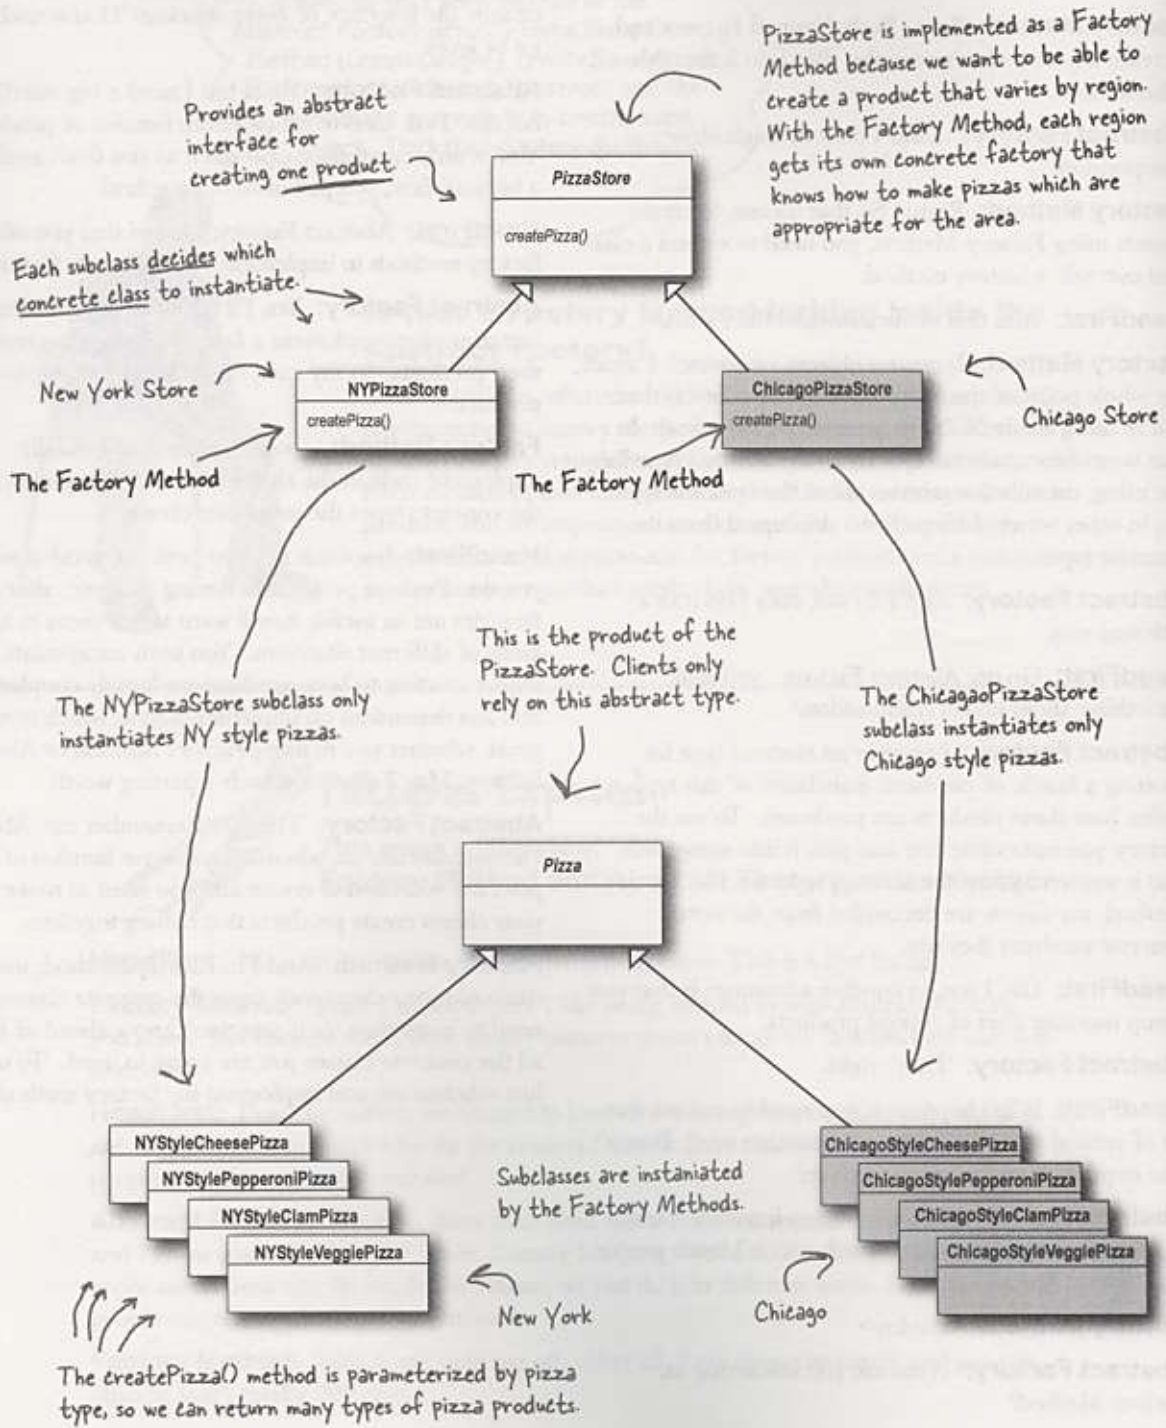 PizzaStore is implemented as a Factory
Method because we want to be able to
create a product that varies by region.
With the Factory Method, each region
gets its own concrete factory that
knows how to make pizzas which are
appropriate for the area.
Provides an abstract
interface for
creating one product.
PizzaStore
createPizza()
Each subclass decides which
concrete class to instantiate.
New York Store
NYPizzaStore
createPizza()
ChicagoPizzaStore
createPizza()
Chicago Store
The Factory Method
The Factory Method
The NYPizzaStore subclass only
instantiates NY style pizzas.
This is the product of the
PizzaStore. Clients only
rely on this abstract type.
The ChicagaoPizzaStore
subclass instantiates only
Chicago style pizzas.
Pizza
NYStyleCheesePizza
NYStylePepperoniPizza
NYStyleClamPizza
NYStyleVeggiePizza
Subclasses are instaniated
by the Factory Methods.
ChicagoStyleCheesePizza
ChicagoStylePepperoniPizza
ChicagoStyleClamPizza
ChicagoStyleVeggiePizza
New York
Chicago
The createPizza() method is parameterized by pizza
type, so we can return many types of pizza products.